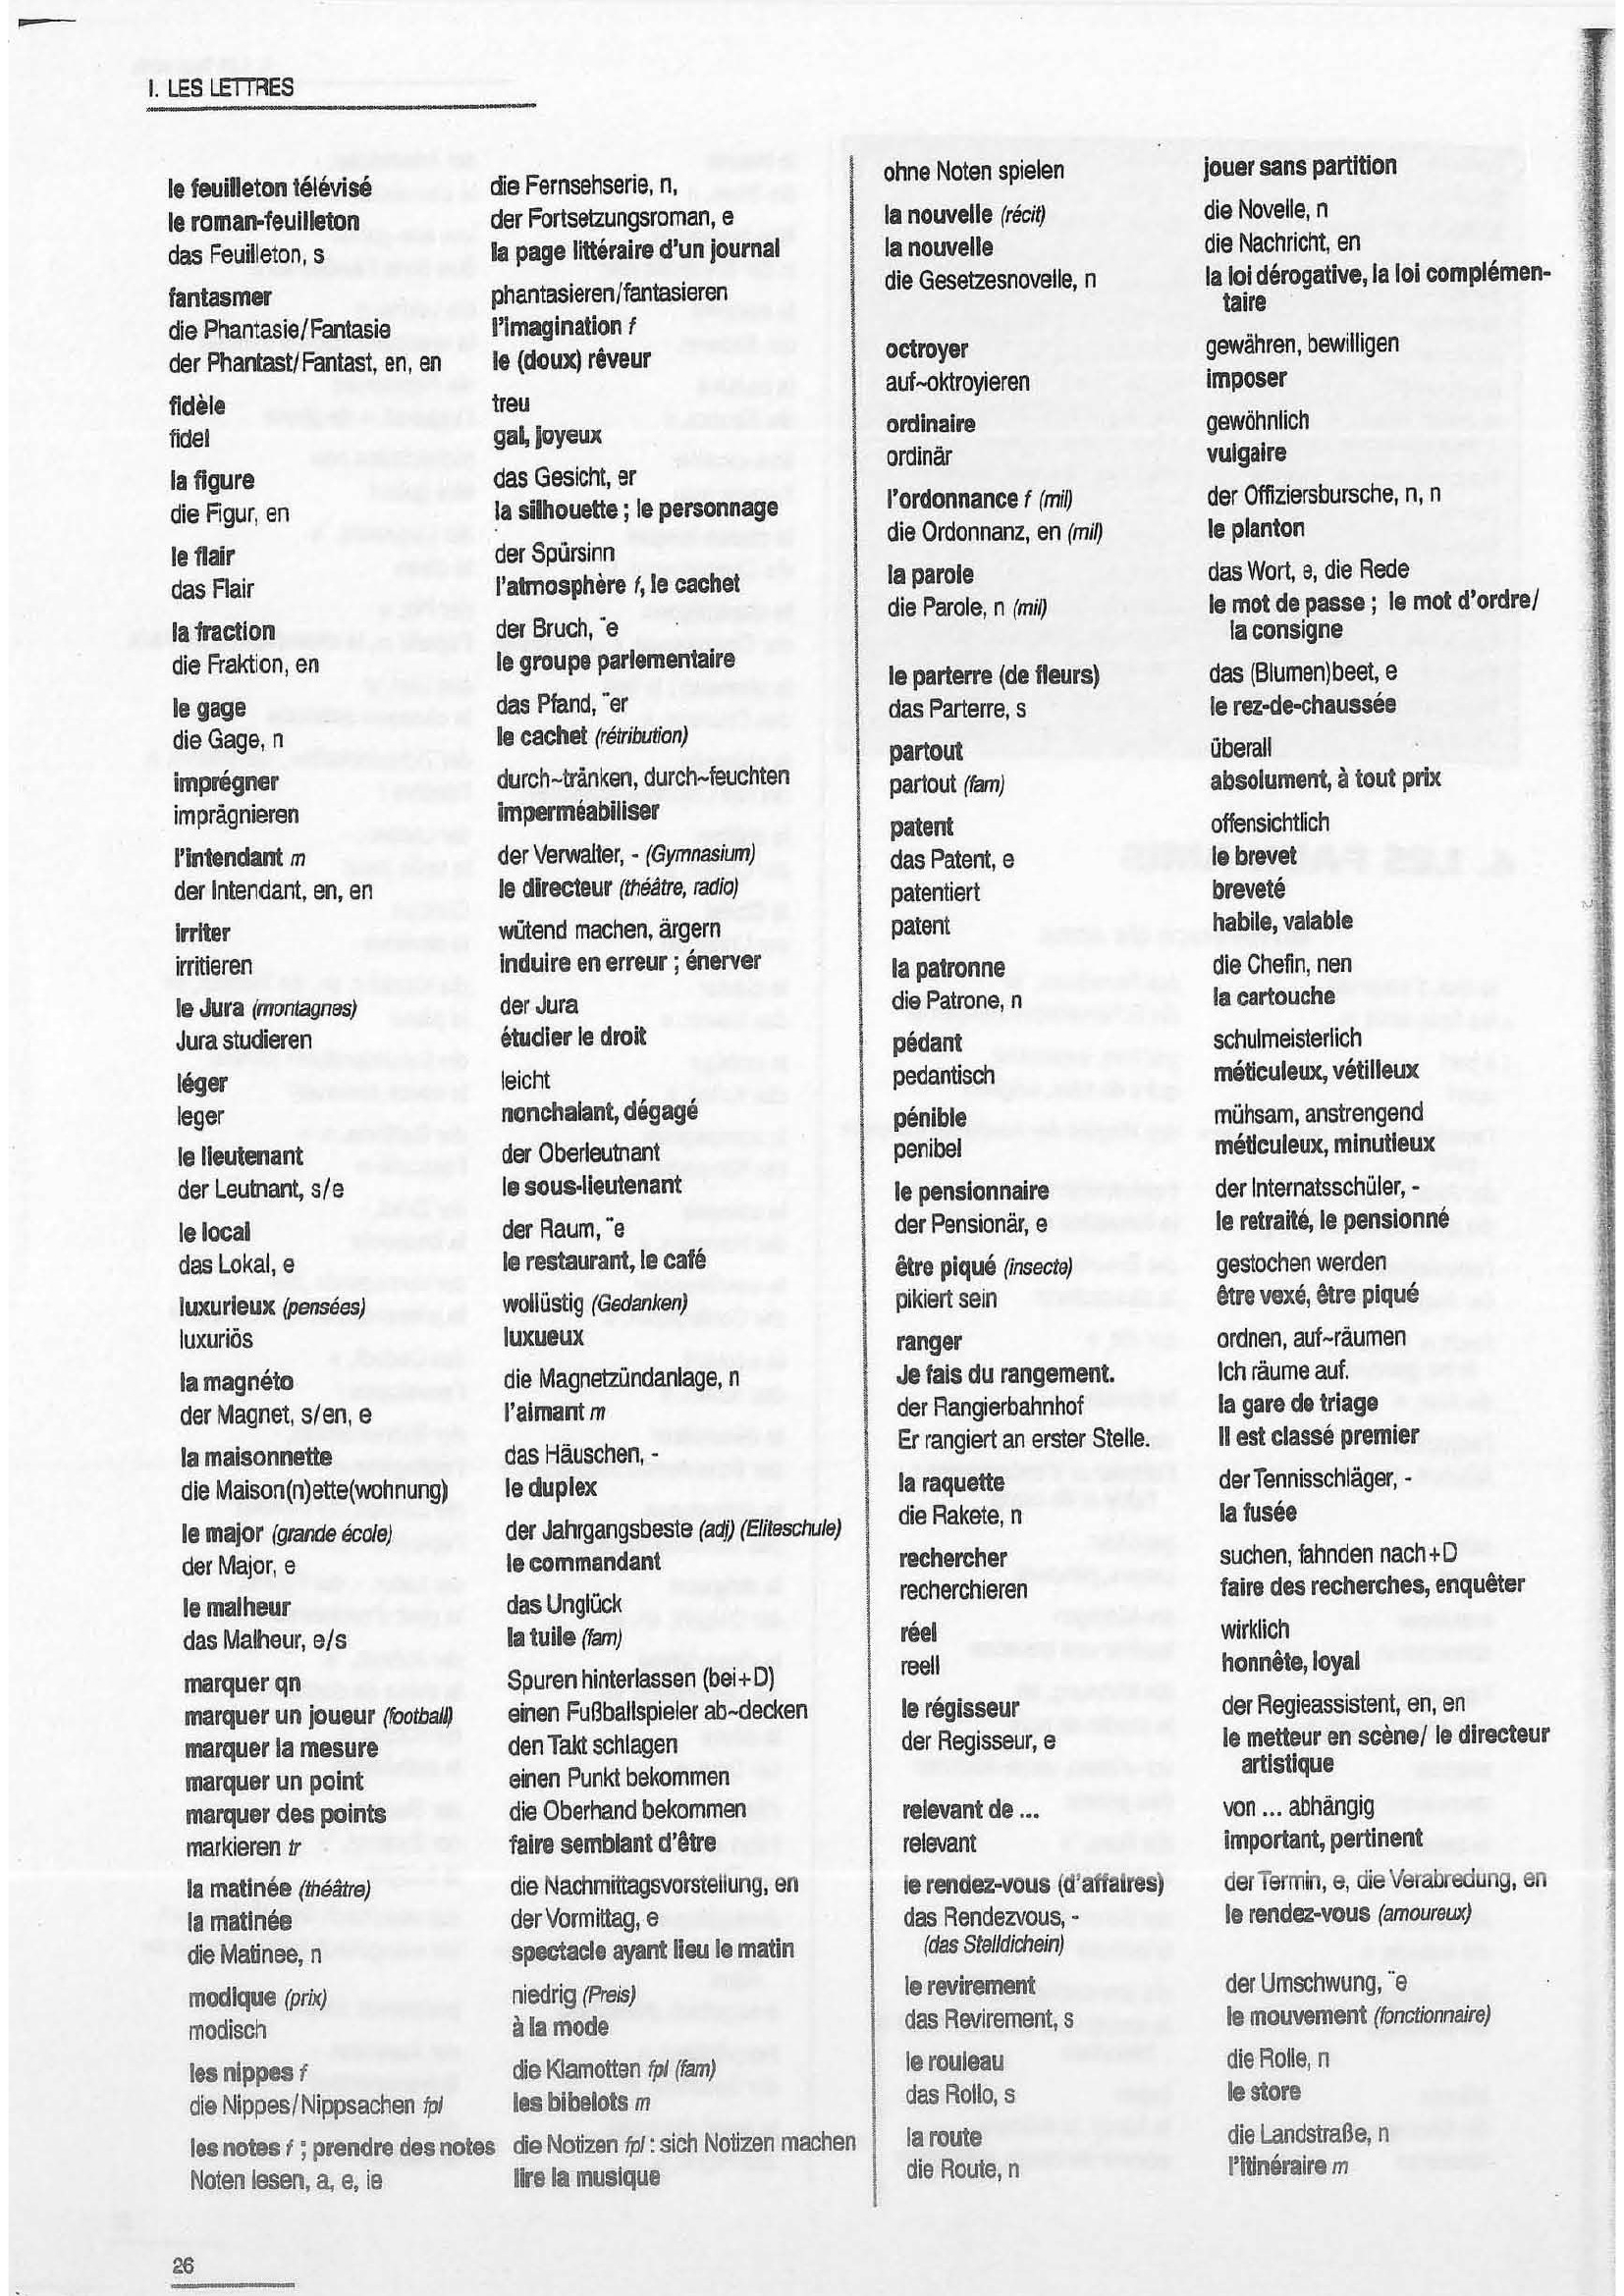 I. LES LETTRES
le feuilleton télévisé die Fernsehserie, n,
le roman-feuilleton der Fortsetzungsroman, e
das Feuilleton, s la page littéraire d'un journal
fantasmer phantasieren/fantasieren
die Phantasie/Fantasie l'imagination f
der Phantast/Fantast, en, en le (doux) rêveur
fidèle treu
fidel gai, joyeux
la figure das Gesicht, er
die Figur, en la silhouette ; le personnage
le flair der Spürsinn
das Flair l'atmosphère f, le cachet
la fraction der Bruch, ¨e
die Fraktion, en le groupe parlementaire
le gage das Pfand, ¨er
die Gage, n le cachet (rétribution)
imprégner durch~tränken, durch~feuchten
imprägnieren imperméabiliser
l'intendant m der Verwalter, - (Gymnasium)
der Intendant, en, en le directeur (théâtre, radio)
irriter wütend machen, ärgern
irritieren induire en erreur ; énerver
le Jura (montagnes) der Jura
Jura studieren étudier le droit
léger leicht
leger nonchalant, dégagé
le lieutenant der Oberleutnant
der Leutnant, s/e le sous-lieutenant
le local der Raum, ¨e
das Lokal, e le restaurant, le café
luxurieux (pensées) wollüstig (Gedanken)
luxuriös luxueux
la magnéto die Magnetzündanlage, n
der Magnet, s/en, e l'aimant m
la maisonnette das Häuschen, -
die Maison(n)ette(wohnung) le duplex
le major (grande école) der Jahrgangsbeste (adj) (Eliteschule)
der Major, e le commandant
le malheur das Unglück
das Malheur, e/s la tuile (fam)
marquer qn Spuren hinterlassen (bei+D)
marquer un joueur (football) einen Fußballspieler ab~decken
marquer la mesure den Takt schlagen
marquer un point einen Punkt bekommen
marquer des points die Oberhand bekommen
markieren tr faire semblant d'être
la matinée (théâtre) die Nachmittagsvorstellung, en
la matinée der Vormittag, e
die Matinee, n spectacle ayant lieu le matin
modique (prix) niedrig (Preis)
modisch à la mode
les nippes f die Klamotten fpl (fam)
die Nippes/Nippsachen fpl les bibelots m
les notes f ; prendre des notes die Notizen fpl : sich Notizen machen
Noten lesen, a, e, ie lire la musique
ohne Noten spielen jouer sans partition
la nouvelle (récit) die Novelle, n
la nouvelle die Nachricht, en
die Gesetzesnovelle, n la loi dérogative, la loi complémen-
taire
octroyer gewähren, bewilligen
auf~oktroyieren imposer
ordinaire gewöhnlich
ordinär vulgaire
l'ordonnance f (mil) der Offiziersbursche, n, n
die Ordonnanz, en (mil) le planton
la parole das Wort, e, die Rede
die Parole, n (mil) le mot de passe ; le mot d'ordre/
la consigne
le parterre (de fleurs) das (Blumen)beet, e
das Parterre, s le rez-de-chaussée
partout überall
partout (fam) absolument, à tout prix
patent offensichtlich
das Patent, e le brevet
patentiert breveté
patent habile, valable
la patronne die Chefin, nen
die Patrone, n la cartouche
pédant schulmeisterlich
pedantisch méticuleux, vétilleux
pénible mühsam, anstrengend
penibel méticuleux, minutieux
le pensionnaire der Internatsschüler, -
der Pensionär, e le retraité, le pensionné
être piqué (insecte) gestochen werden
pikiert sein être vexé, être piqué
ranger ordnen, auf~räumen
Je fais du rangement. Ich räume auf.
der Rangierbahnhof la gare de triage
Er rangiert an erster Stelle. Il est classé premier
la raquette der Tennisschläger, -
die Rakete, n la fusée
rechercher suchen, fahnden nach+D
recherchieren faire des recherches, enquêter
réel wirklich
reell honnête, loyal
le régisseur der Regieassistent, en, en
der Regisseur, e le metteur en scène/ le directeur
artistique
relevant de ... von ... abhängig
relevant important, pertinent
le rendez-vous (d'affaires) der Termin, e, die Verabredung, en
das Rendezvous, - le rendez-vous (amoureux)
(das Stelldichein)
le revirement der Umschwung, ¨e
das Revirement, s le mouvement (fonctionnaire)
le rouleau die Rolle, n
das Rollo, s le store
la route die Landstraße, n
die Route, n l'itinéraire m
26